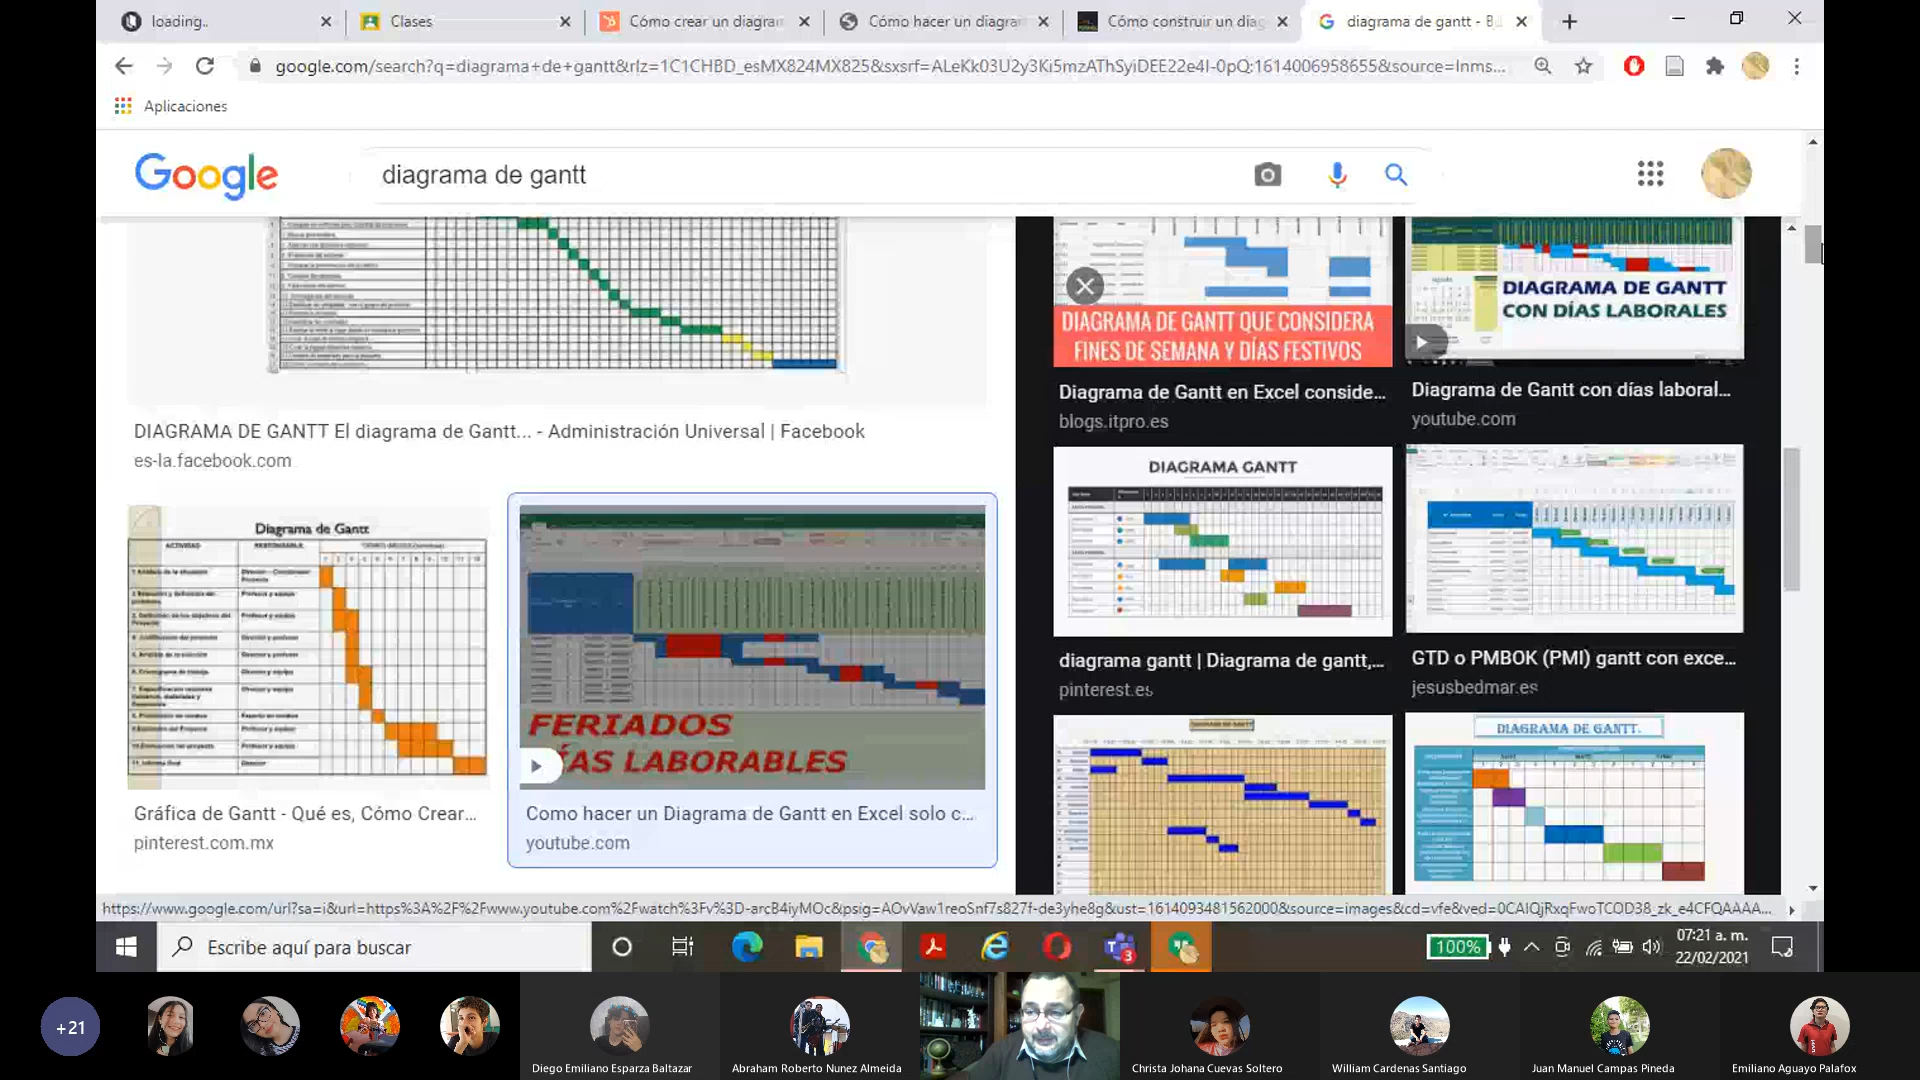 loading..
Clases
Cómo crear un diagrar
Cómo hacer un diagrar
Cómo construir un diag
diagrama de gantt - B
google.com/search?q=diagrama+de+gantt&rlz=1C1CHBD_esMX824MX825&sxsrf=ALeKk03U2y3Ki5mzAThSyiDEE22e4I-0pQ:1614006958655&source=lnms...
Aplicaciones
Google
diagrama de gantt
DIAGRAMA DE GANTT El diagrama de Gantt... - Administración Universal | Facebook
es-la.facebook.com
Diagrama de Gantt
ACTIVIDAD
RESPONSABLE
Gráfica de Gantt - Qué es, Cómo Crear...
pinterest.com.mx
FERIADOS
ÍAS LABORABLES
Como hacer un Diagrama de Gantt en Excel solo c...
youtube.com
DIAGRAMA DE GANTT QUE CONSIDERA
FINES DE SEMANA Y DÍAS FESTIVOS
Diagrama de Gantt en Excel conside...
blogs.itpro.es
DIAGRAMA DE GANTT
CON DÍAS LABORALES
Diagrama de Gantt con días laboral...
youtube.com
DIAGRAMA GANTT
diagrama gantt | Diagrama de gantt,...
pinterest.es
GTD o PMBOK (PMI) gantt con exce...
jesusbedmar.es
DIAGRAMA DE GANTT
DIAGRAMA DE GANTT.
https://www.google.com/url?sa=i&url=https%3A%2F%2Fwww.youtube.com%2Fwatch%3Fv%3D-arcB4iyMOc&psig=AOvVaw1reoSnf7s827f-de3yhe8g&ust=1614093481562000&source=images&cd=vfe&ved=0CAIQjRxqFwoTCOD38_zk_e4CFQAAAA...
Escribe aquí para buscar
3
100%
07:21 a. m.
22/02/2021
+21
Diego Emiliano Esparza Baltazar
Abraham Roberto Nunez Almeida
Christa Johana Cuevas Soltero
William Cardenas Santiago
Juan Manuel Campas Pineda
Emiliano Aguayo Palafox